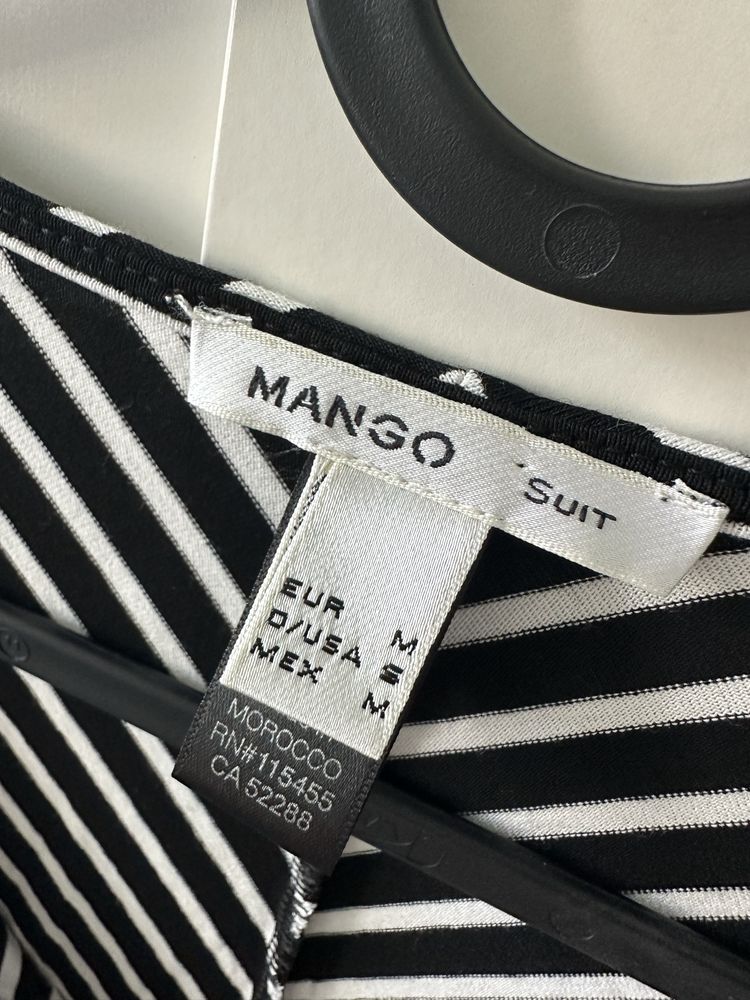 MANGO SUIT
EUR M
D/USA S
MEX M
MOROCCO
RN#115455
CA 52288